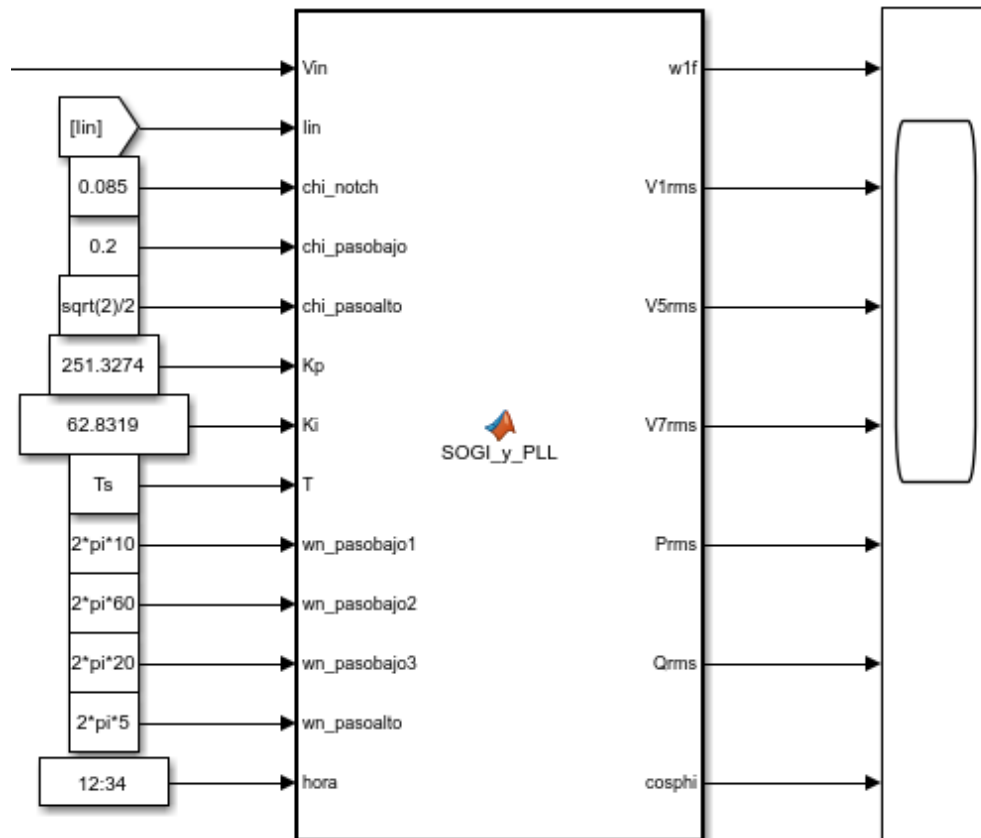 Vin w1f
[Iin] Iin
0.085 chi_notch V1rms
0.2 chi_pasobajo
sqrt(2)/2 chi_pasoalto V5rms
251.3274 Kp
62.8319 Ki V7rms
SOGI_y_PLL
Ts T
2*pi*10 wn_pasobajo1 Prms
2*pi*60 wn_pasobajo2
2*pi*20 wn_pasobajo3 Qrms
2*pi*5 wn_pasoalto
12:34 hora cosphi